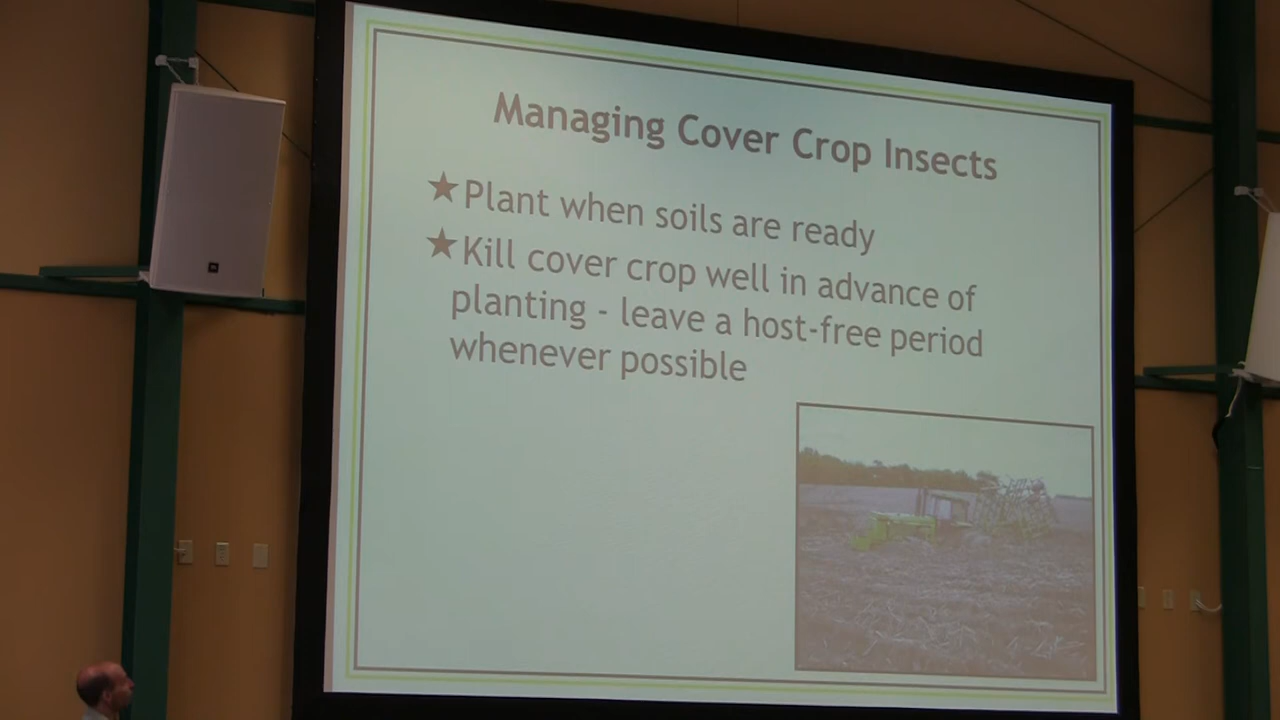 Managing Cover Crop Insects
★Plant when soils are ready
★Kill cover crop well in advance of
planting - leave a host-free period
whenever possible